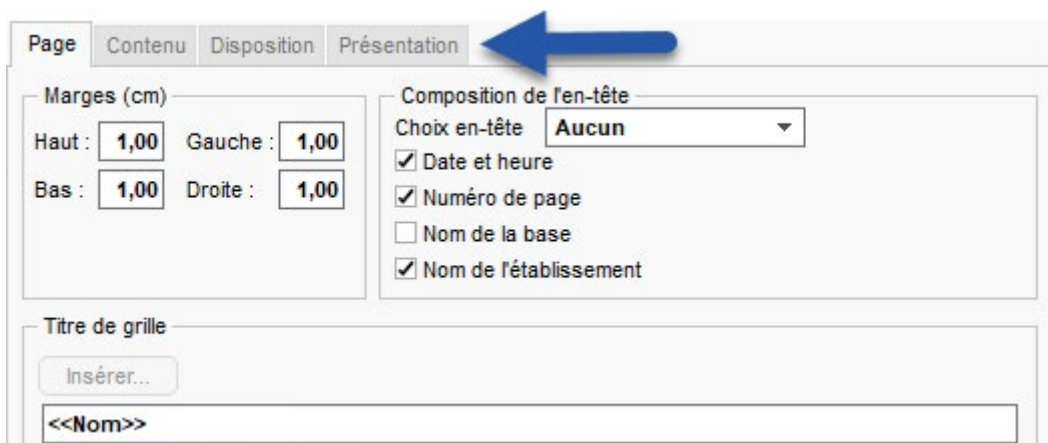 Page Contenu Disposition Présentation
Marges (cm)
Haut : 1,00 Gauche : 1,00
Bas : 1,00 Droite : 1,00
Composition de l'en-tête
Choix en-tête Aucun
Date et heure
Numéro de page
Nom de la base
Nom de l'établissement
Titre de grille
Insérer...
<<Nom>>